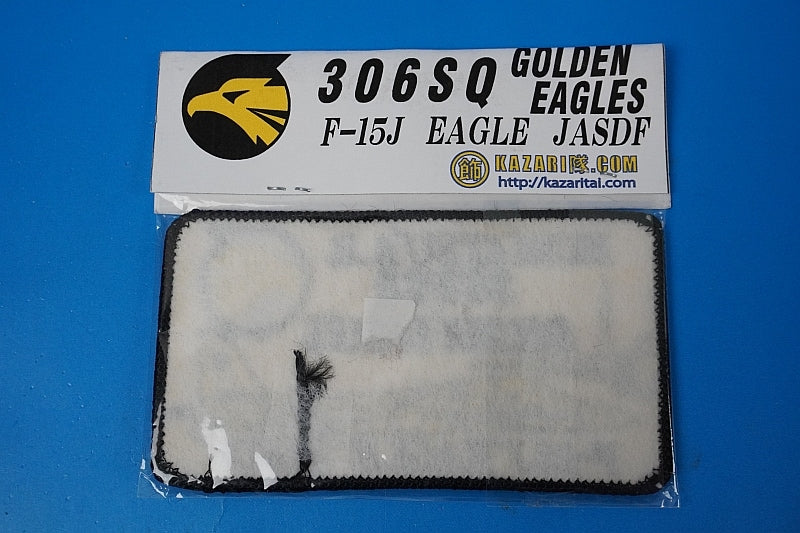 306SQ GOLDEN EAGLES
F-15J EAGLE JASDF
飾 KAZARI隊.COM
http://kazaritai.com